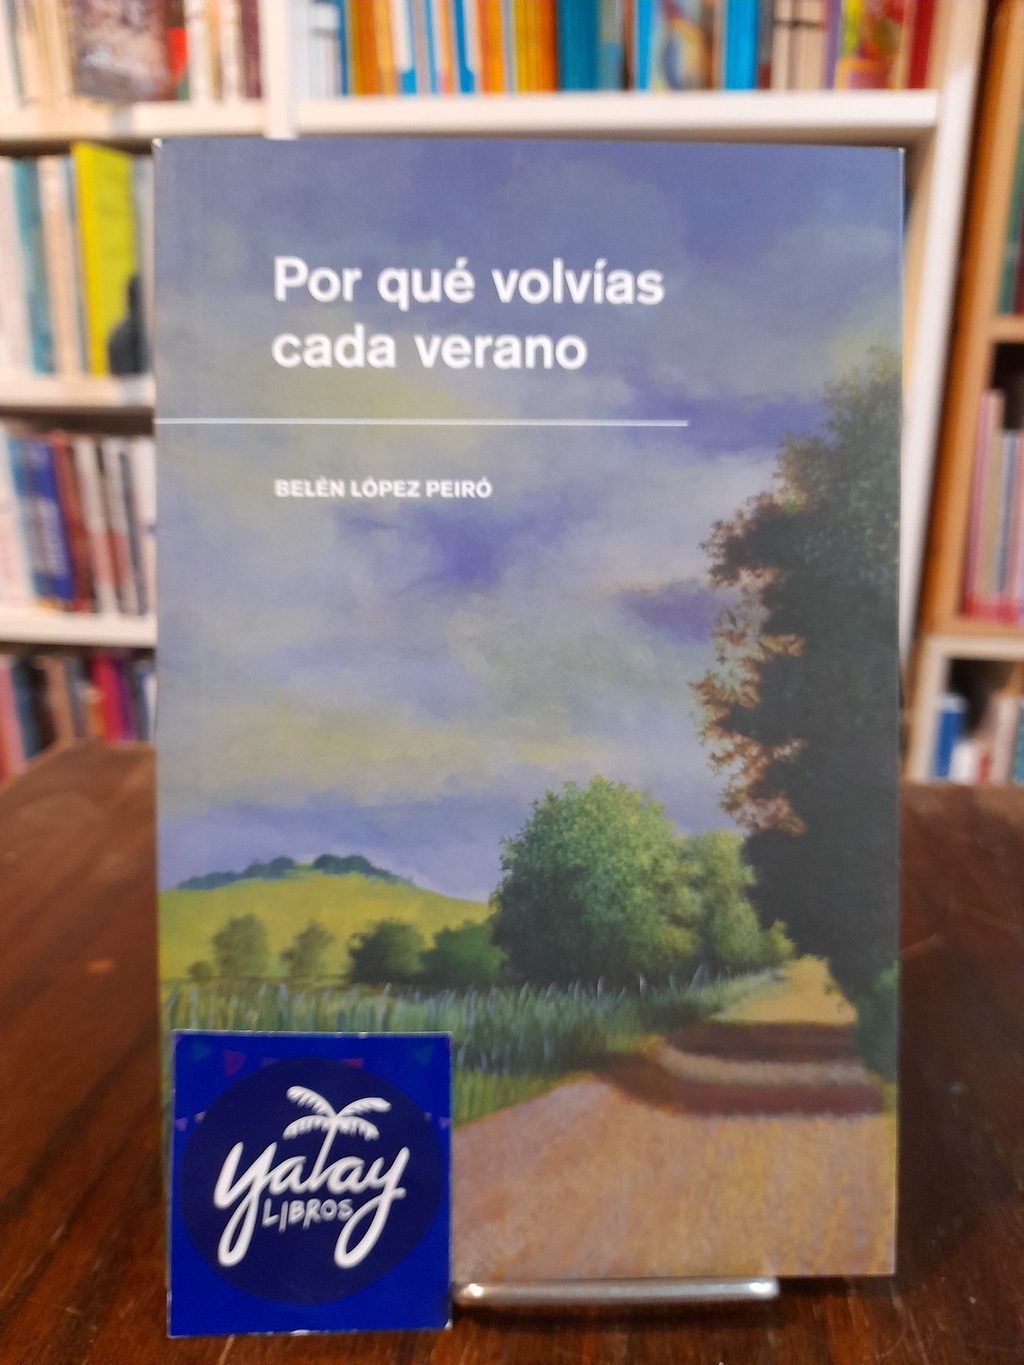 Por qué volvías
cada verano
BELÉN LÓPEZ PEIRÓ
yatay
LIBROS